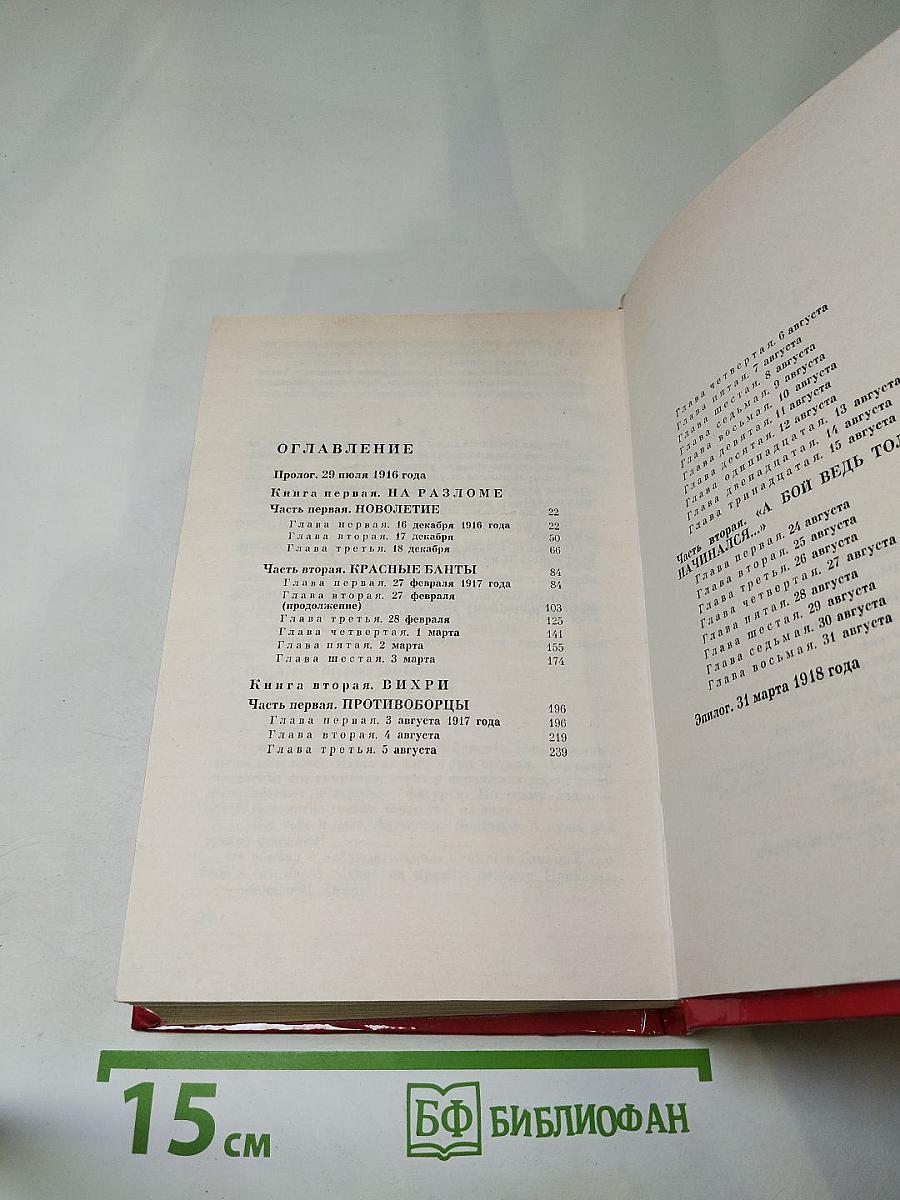 ОГЛАВЛЕНИЕ
Пролог. 29 июля 1916 года
Книга первая. НА РАЗЛОМЕ
Часть первая. НОВОЛЕТИЕ 22
Глава первая. 16 декабря 1916 года 22
Глава вторая. 17 декабря 50
Глава третья. 18 декабря 66
Часть вторая. КРАСНЫЕ БАНТЫ 84
Глава первая. 27 февраля 1917 года 84
Глава вторая. 27 февраля
(продолжение) 103
Глава третья. 28 февраля 125
Глава четвертая. 1 марта 141
Глава пятая. 2 марта 155
Глава шестая. 3 марта 174
Книга вторая. ВИХРИ
Часть первая. ПРОТИВОБОРЦЫ 196
Глава первая. 3 августа 1917 года 196
Глава вторая. 4 августа 219
Глава третья. 5 августа 239
Глава четвертая. 6 августа
Глава пятая. 7 августа
Глава шестая. 8 августа
Глава седьмая. 9 августа
Глава восьмая. 10 августа
Глава девятая. 11 августа
Глава десятая. 12 августа
Глава одиннадцатая. 13 августа
Глава двенадцатая. 14 августа
Глава тринадцатая. 15 августа
Часть вторая. «А БОЙ ВЕДЬ ТОЛ
НАЧИНАЛСЯ...»
Глава первая. 24 августа
Глава вторая. 25 августа
Глава третья. 26 августа
Глава четвертая. 27 августа
Глава пятая. 28 августа
Глава шестая. 29 августа
Глава седьмая. 30 августа
Глава восьмая. 31 августа
Эпилог. 31 марта 1918 года
15 см
БФ БИБЛИОФАН